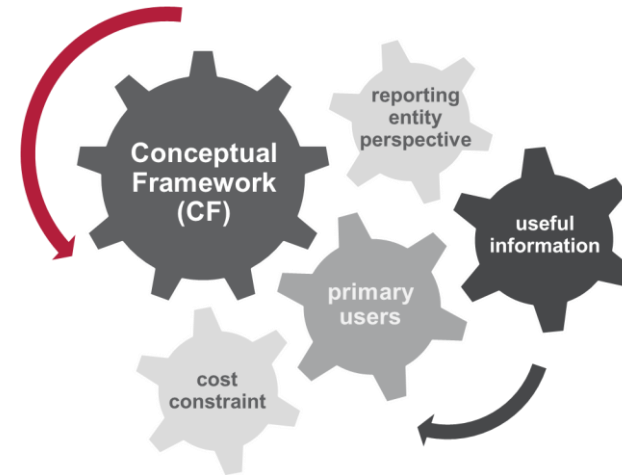 Conceptual
Framework
(CF)
reporting
entity
perspective
useful
information
primary
users
cost
constraint